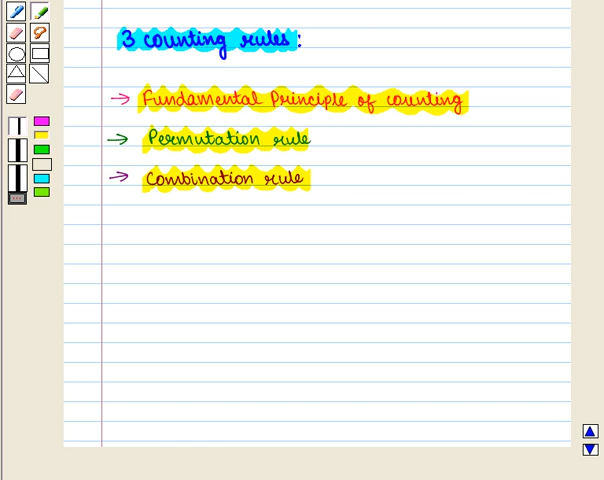 3 counting rules:
→ Fundamental Principle of counting
→ Permutation rule
→ Combination rule